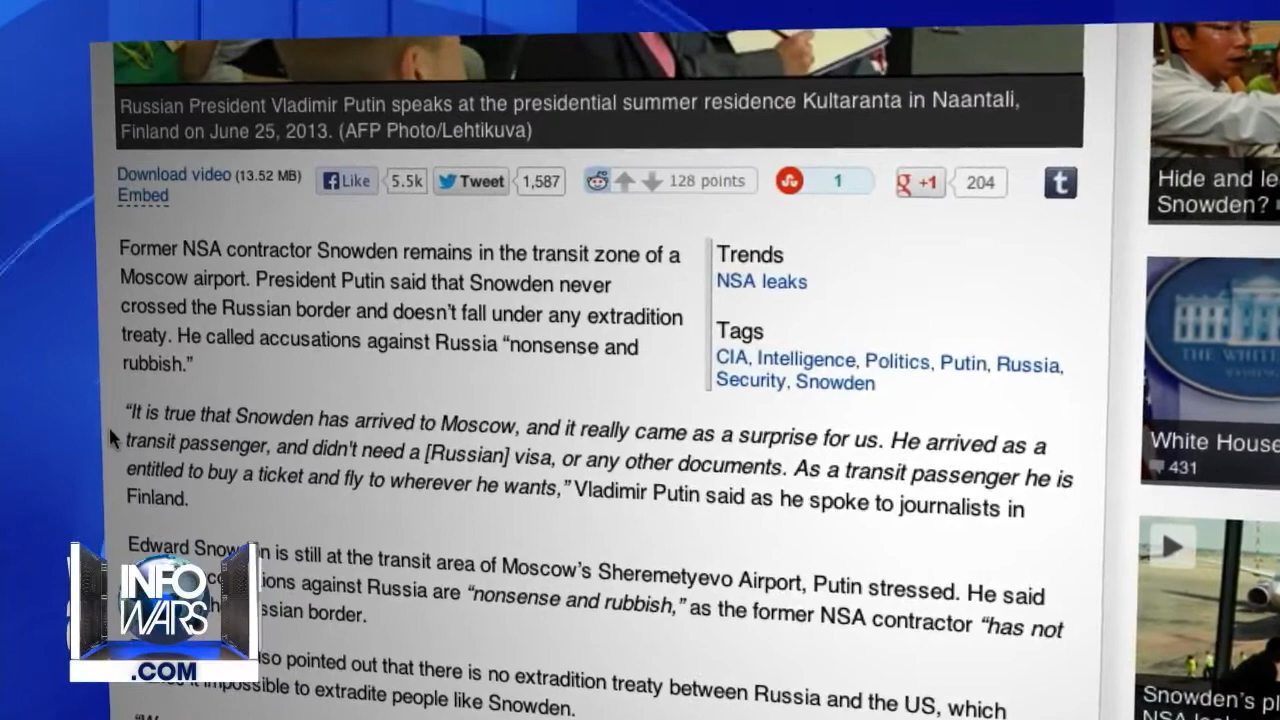 Russian President Vladimir Putin speaks at the presidential summer residence Kultaranta in Naantali,
Finland on June 25, 2013. (AFP Photo/Lehtikuva)
Download video (13.52 MB)
Embed
Like
5.5k
Tweet
1,587
128 points
1
g +1
204
t
Former NSA contractor Snowden remains in the transit zone of a
Moscow airport. President Putin said that Snowden never
crossed the Russian border and doesn't fall under any extradition
treaty. He called accusations against Russia “nonsense and
rubbish.”
Trends
NSA leaks
Tags
CIA, Intelligence, Politics, Putin, Russia,
Security, Snowden
“It is true that Snowden has arrived to Moscow, and it really came as a surprise for us. He arrived as a
transit passenger, and didn't need a [Russian] visa, or any other documents. As a transit passenger he is
entitled to buy a ticket and fly to wherever he wants,” Vladimir Putin said as he spoke to journalists in
Finland.
Edward Snow n is still at the transit area of Moscow's Sheremetyevo Airport, Putin stressed. He said
ions against Russia are “nonsense and rubbish,” as the former NSA contractor “has not
ssian border.
so pointed out that there is no extradition treaty between Russia and the US, which
impossible to extradite people like Snowden.
Hide and le
Snowden?
THE WHIT
White House
431
Snowden's pl
INFO
WARS
.COM